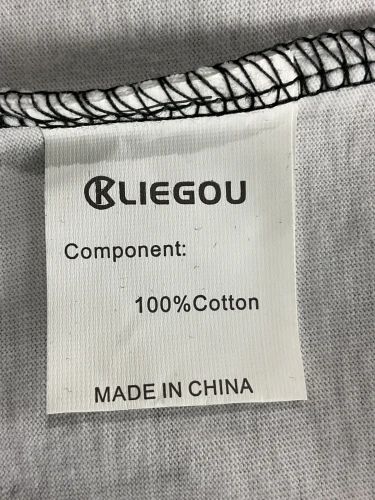 KLIEGOU
Component:
100%Cotton
MADE IN CHINA